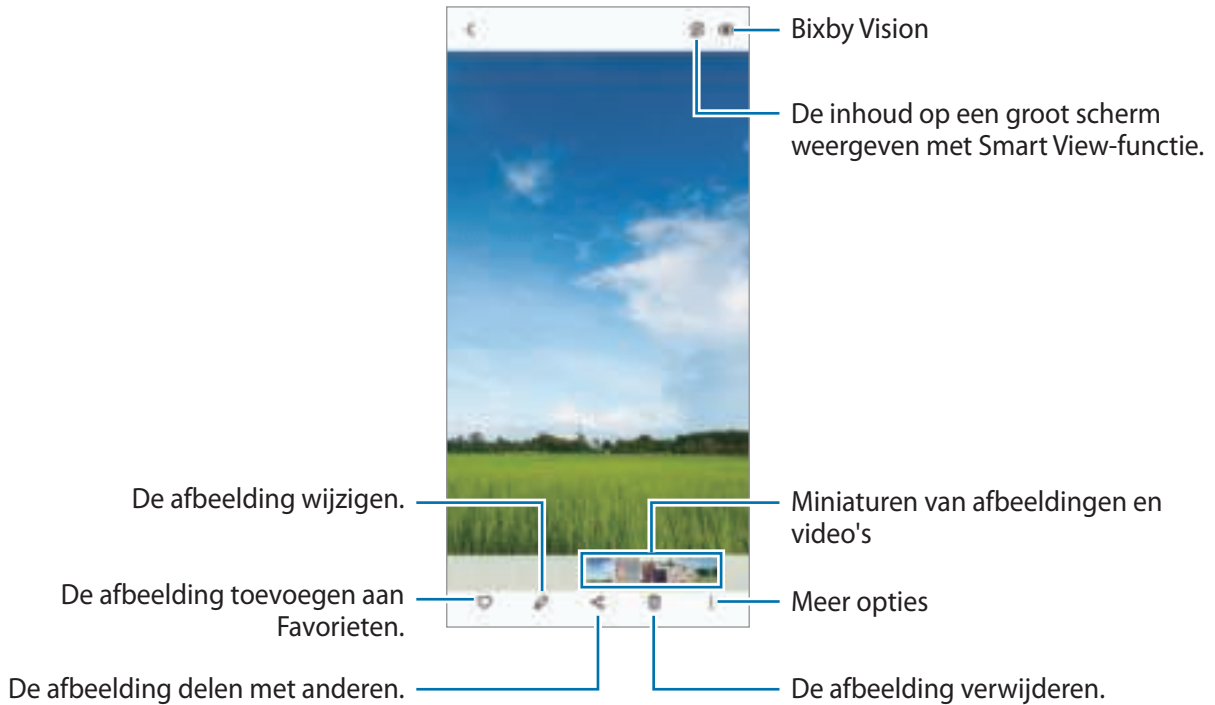 Bixby Vision
De inhoud op een groot scherm
weergeven met Smart View-functie.
De afbeelding wijzigen.
Miniaturen van afbeeldingen en
video's
De afbeelding toevoegen aan
Favorieten.
Meer opties
De afbeelding delen met anderen.
De afbeelding verwijderen.